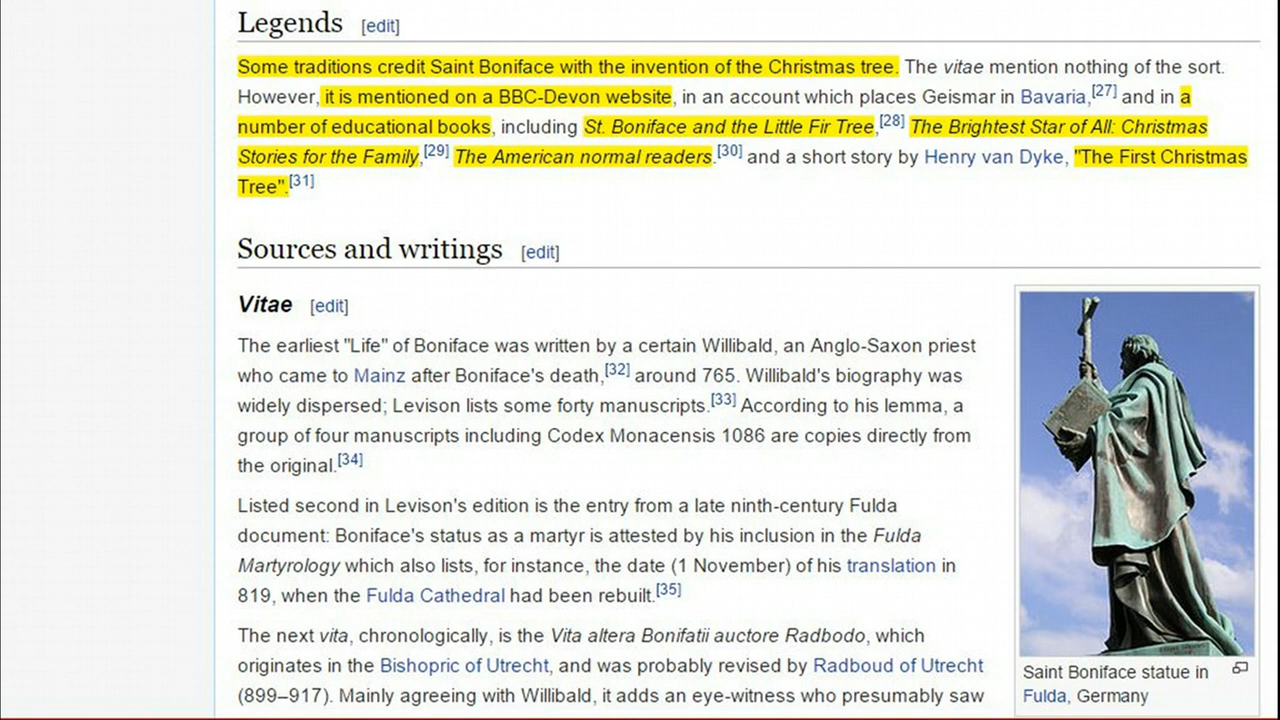 Legends [edit]
Some traditions credit Saint Boniface with the invention of the Christmas tree. The vitae mention nothing of the sort.
However, it is mentioned on a BBC-Devon website, in an account which places Geismar in Bavaria,[27] and in a
number of educational books, including St. Boniface and the Little Fir Tree,[28] The Brightest Star of All: Christmas
Stories for the Family,[29] The American normal readers.[30] and a short story by Henry van Dyke, "The First Christmas
Tree".[31]
Sources and writings [edit]
Vitae [edit]
The earliest "Life" of Boniface was written by a certain Willibald, an Anglo-Saxon priest
who came to Mainz after Boniface's death,[32] around 765. Willibald's biography was
widely dispersed; Levison lists some forty manuscripts.[33] According to his lemma, a
group of four manuscripts including Codex Monacensis 1086 are copies directly from
the original.[34]
Listed second in Levison's edition is the entry from a late ninth-century Fulda
document: Boniface's status as a martyr is attested by his inclusion in the Fulda
Martyrology which also lists, for instance, the date (1 November) of his translation in
819, when the Fulda Cathedral had been rebuilt.[35]
The next vita, chronologically, is the Vita altera Bonifatii auctore Radbodo, which
originates in the Bishopric of Utrecht, and was probably revised by Radboud of Utrecht
(899–917). Mainly agreeing with Willibald, it adds an eye-witness who presumably saw
Saint Boniface statue in
Fulda, Germany